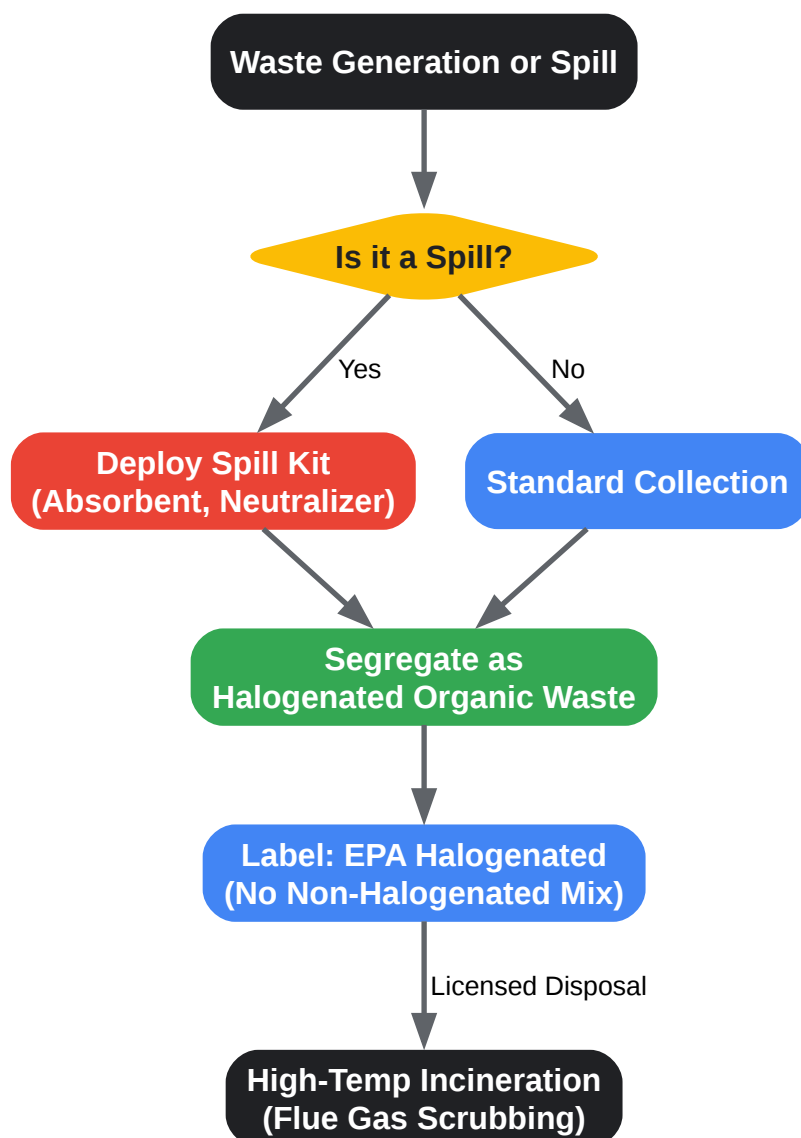 Waste Generation or Spill
Is it a Spill?
Yes
No
Deploy Spill Kit
(Absorbent, Neutralizer)
Standard Collection
Segregate as
Halogenated Organic Waste
Label: EPA Halogenated
(No Non-Halogenated Mix)
Licensed Disposal
High-Temp Incineration
(Flue Gas Scrubbing)